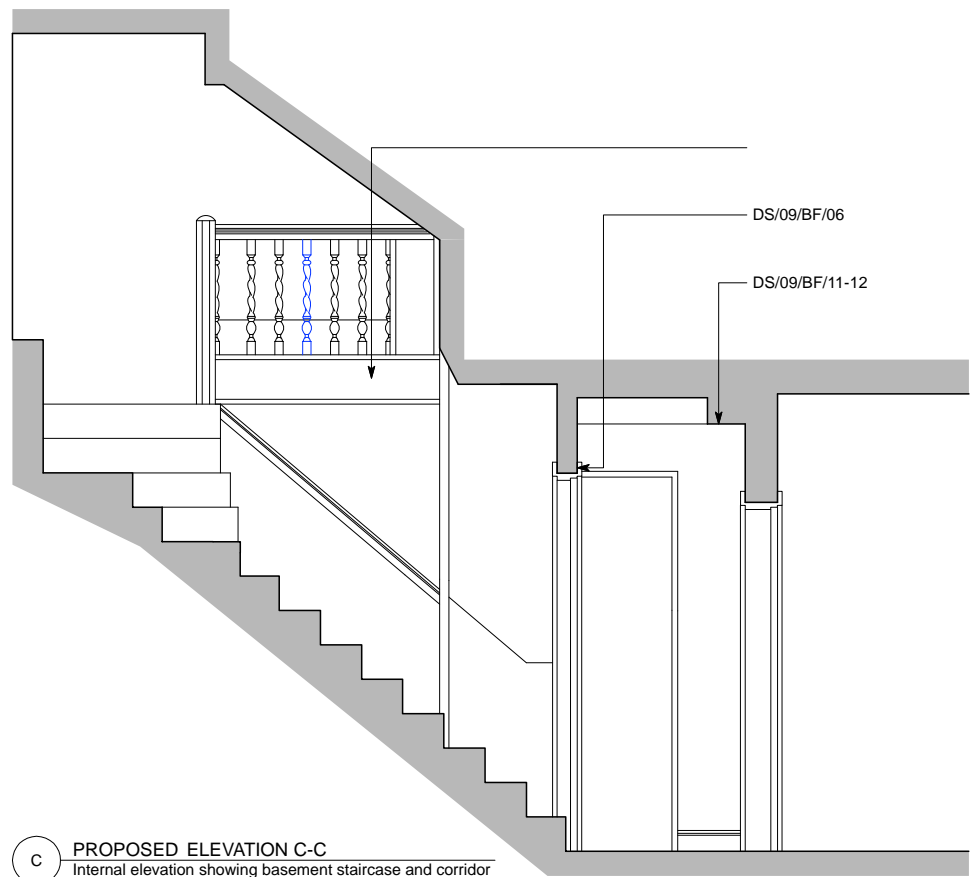 DS/09/BF/06
DS/09/BF/11-12
C
PROPOSED ELEVATION C-C
Internal elevation showing basement staircase and corridor